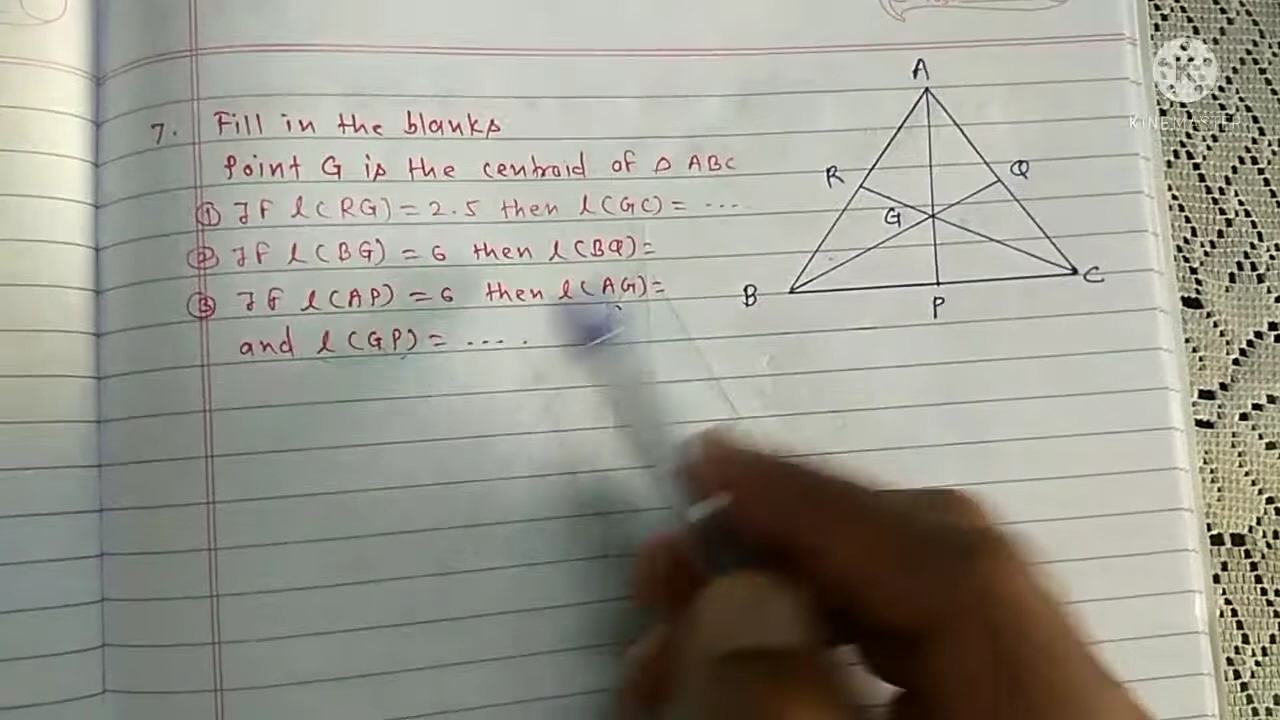 7. Fill in the blanks
Point G is the centroid of Δ ABC
① If l(RG) = 2.5 then l(GC) = ....
② If l(BG) = 6 then l(BQ) =
③ If l(AP) = 6 then l(AG) =
and l(GP) = ....
A
R
Q
G
B
C
P
KINEMASTER